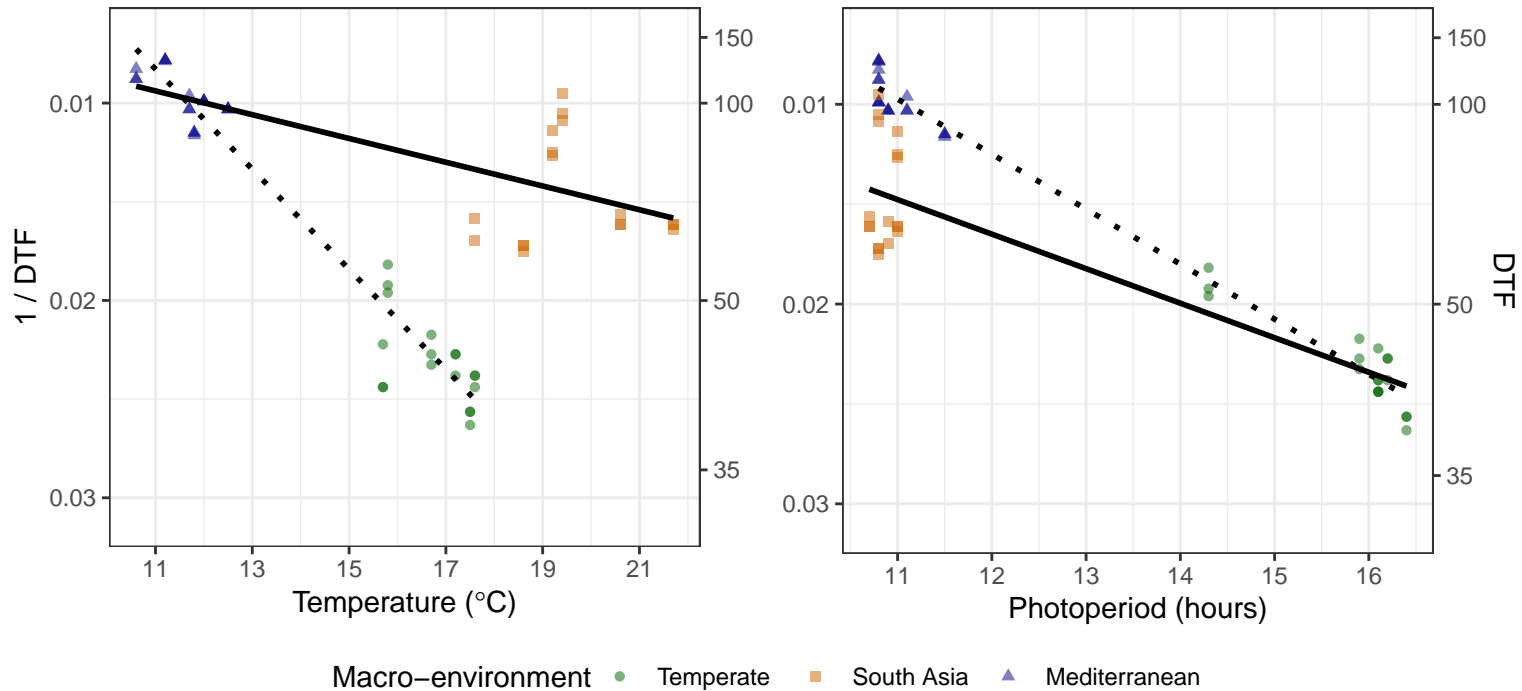 1 / DTF
0.01
0.02
0.03
150
100
50
35
11 13 15 17 19 21
Temperature (°C)
0.01
0.02
0.03
150
100
50
35
DTF
11 12 13 14 15 16
Photoperiod (hours)
Macro−environment Temperate South Asia Mediterranean